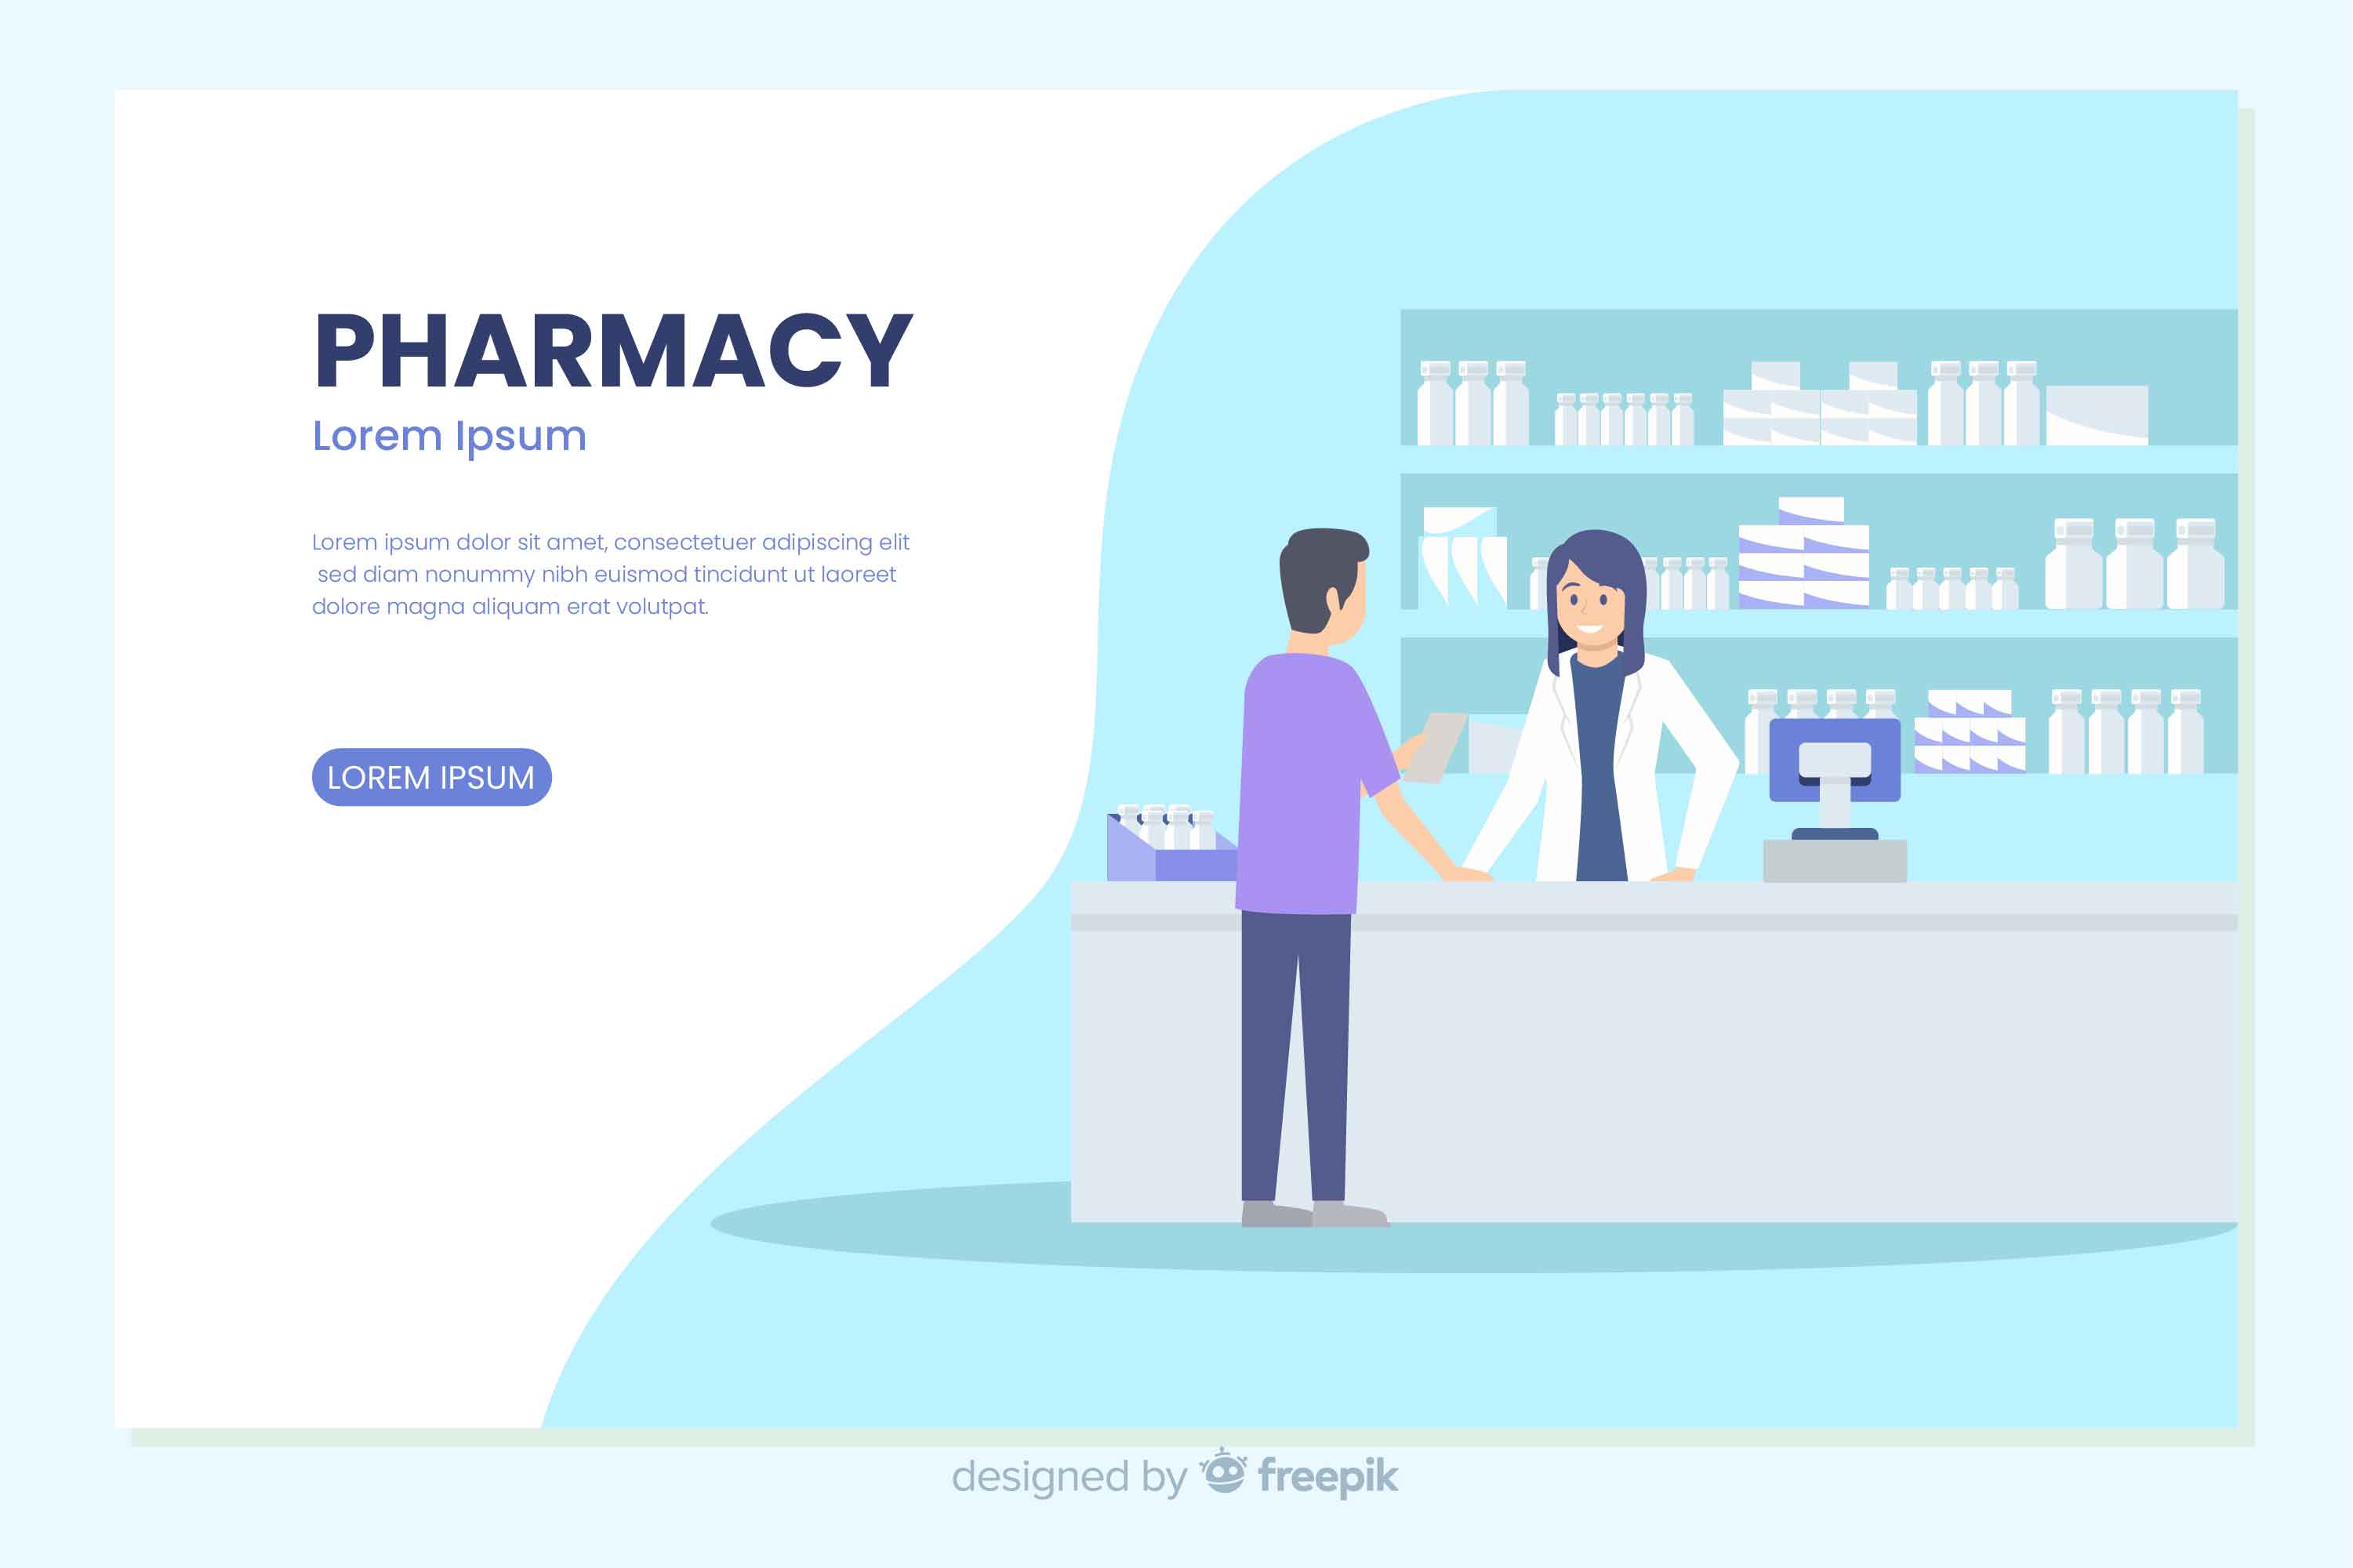 PHARMACY
Lorem Ipsum
Lorem ipsum dolor sit amet, consectetuer adipiscing elit
sed diam nonummy nibh euismod tincidunt ut laoreet
dolore magna aliquam erat volutpat.
LOREM IPSUM
designed by freepik